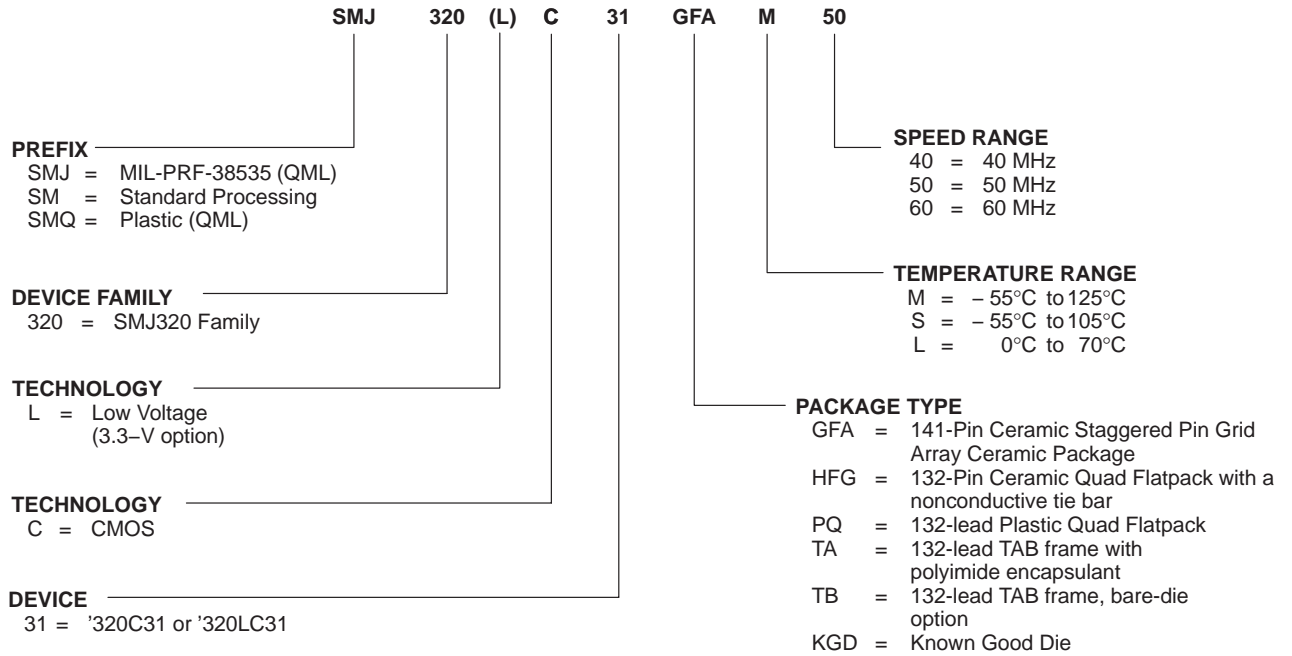 SMJ 320 (L) C 31 GFA M 50
PREFIX
SMJ = MIL-PRF-38535 (QML)
SM = Standard Processing
SMQ = Plastic (QML)
DEVICE FAMILY
320 = SMJ320 Family
TECHNOLOGY
L = Low Voltage
(3.3−V option)
TECHNOLOGY
C = CMOS
DEVICE
31 = '320C31 or '320LC31
SPEED RANGE
40 = 40 MHz
50 = 50 MHz
60 = 60 MHz
TEMPERATURE RANGE
M = − 55°C to 125°C
S = − 55°C to 105°C
L = 0°C to 70°C
PACKAGE TYPE
GFA = 141-Pin Ceramic Staggered Pin Grid
Array Ceramic Package
HFG = 132-Pin Ceramic Quad Flatpack with a
nonconductive tie bar
PQ = 132-lead Plastic Quad Flatpack
TA = 132-lead TAB frame with
polyimide encapsulant
TB = 132-lead TAB frame, bare-die
option
KGD = Known Good Die